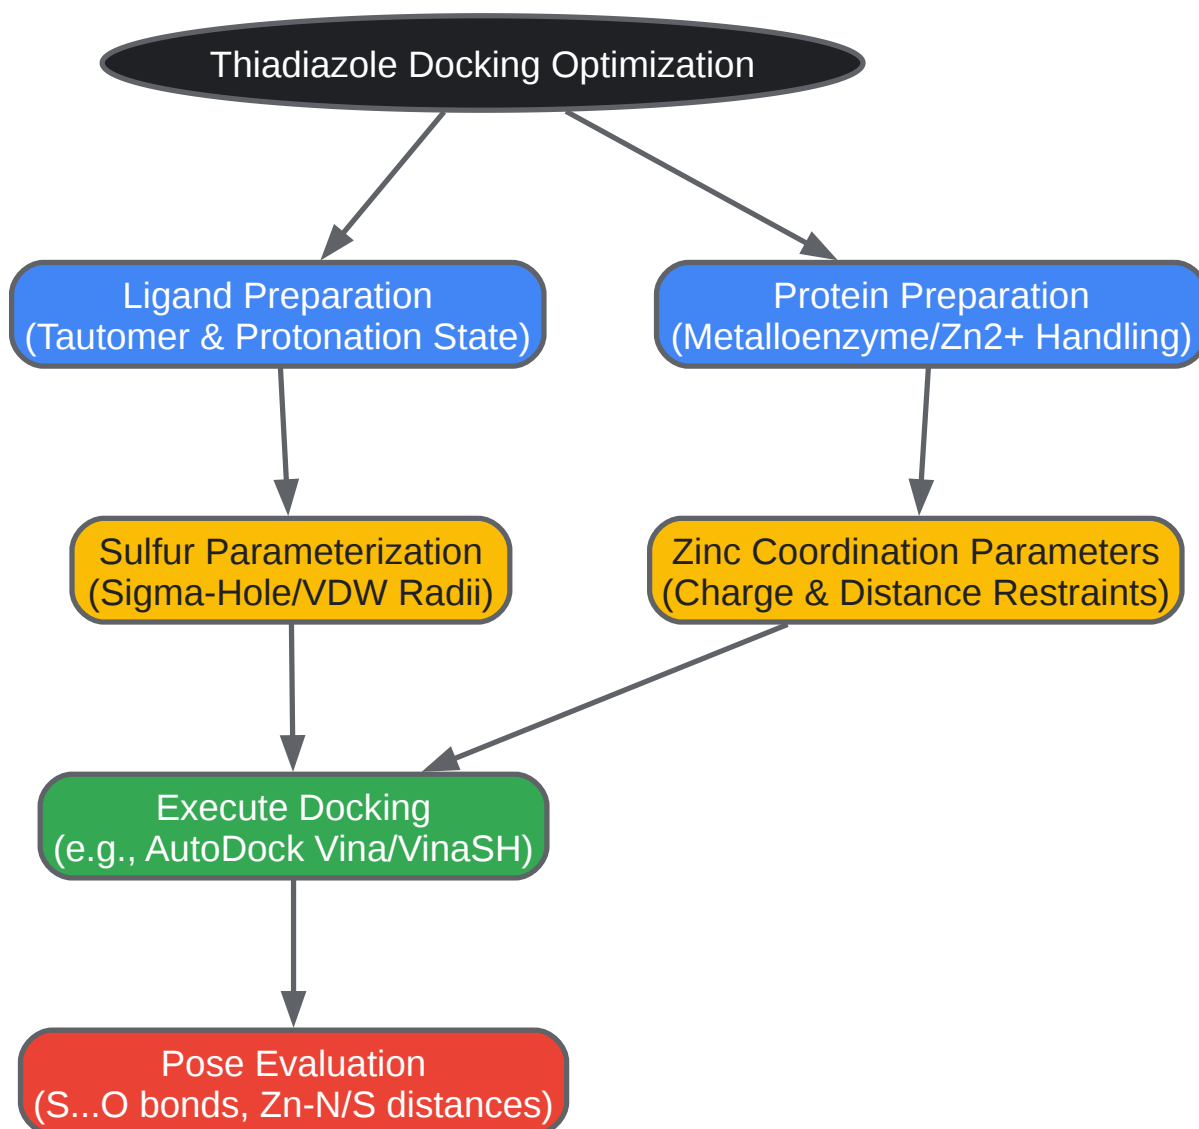 Thiadiazole Docking Optimization
Ligand Preparation
(Tautomer & Protonation State)
Protein Preparation
(Metalloenzyme/Zn2+ Handling)
Sulfur Parameterization
(Sigma-Hole/VDW Radii)
Zinc Coordination Parameters
(Charge & Distance Restraints)
Execute Docking
(e.g., AutoDock Vina/VinaSH)
Pose Evaluation
(S...O bonds, Zn-N/S distances)